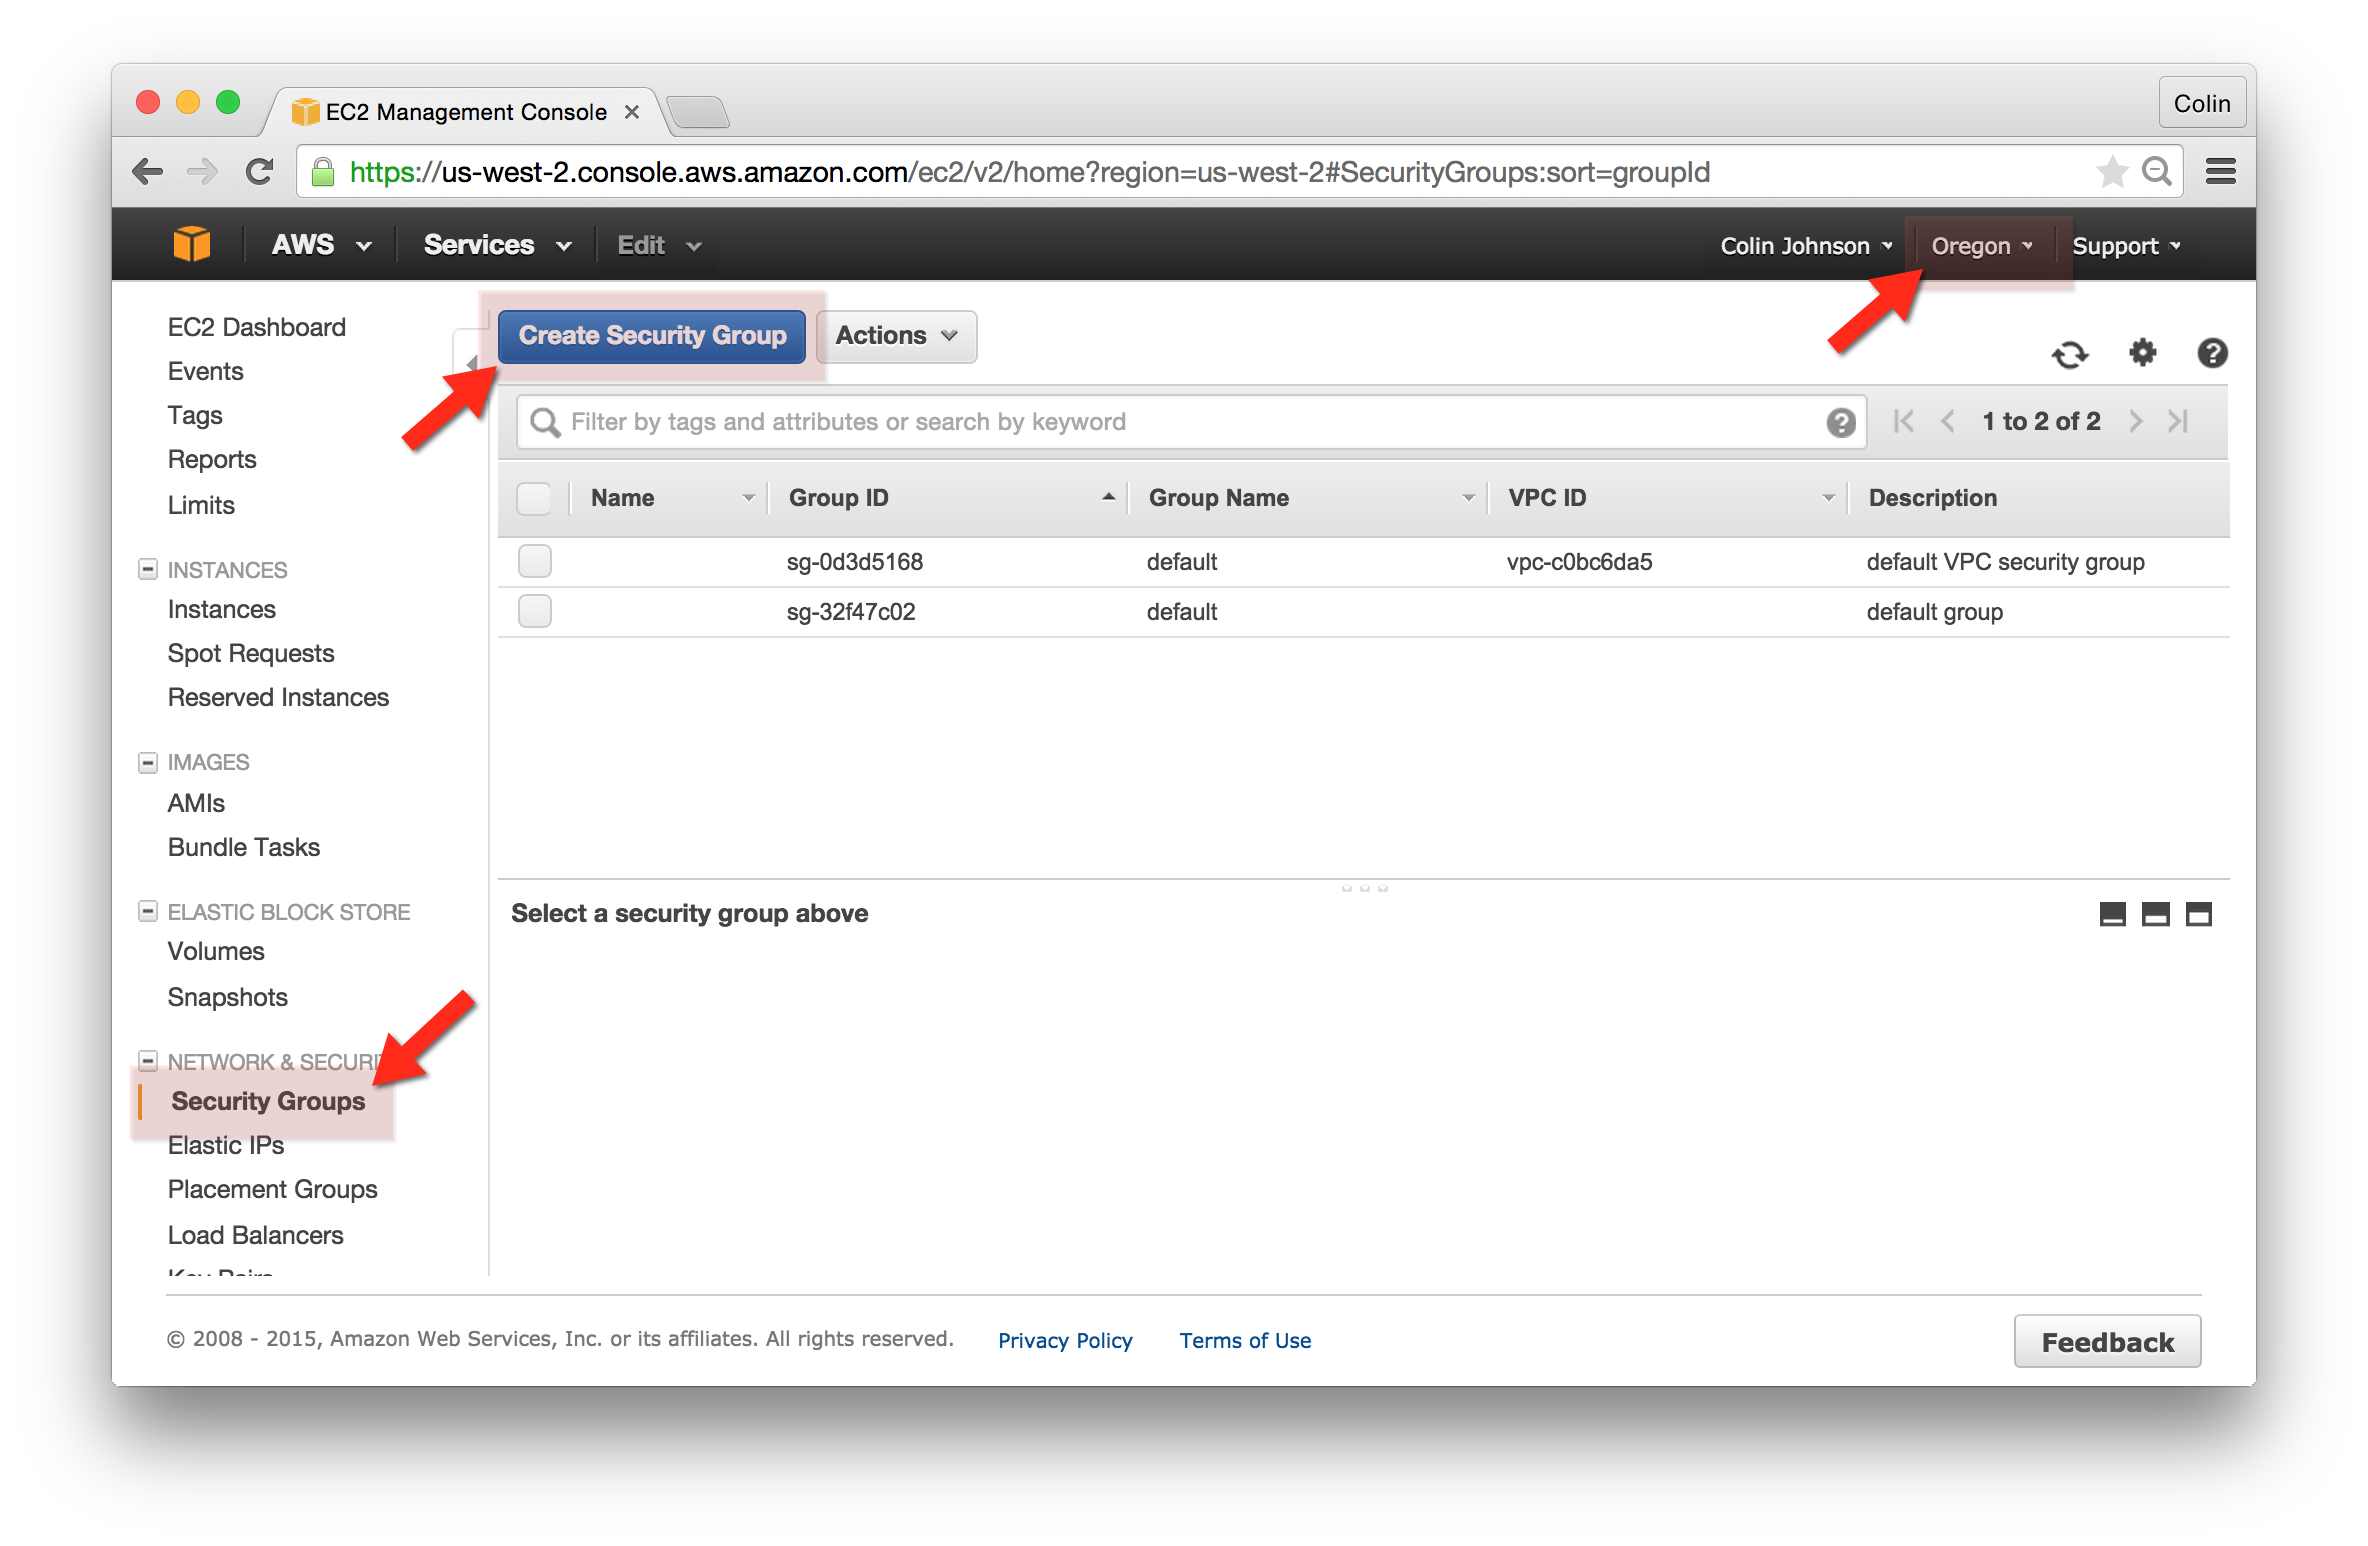 EC2 Management Console
Colin
https://us-west-2.console.aws.amazon.com/ec2/v2/home?region=us-west-2#SecurityGroups:sort=groupId
AWS Services Edit Colin Johnson Oregon Support
EC2 Dashboard
Events
Tags
Reports
Limits
INSTANCES
Instances
Spot Requests
Reserved Instances
IMAGES
AMIs
Bundle Tasks
ELASTIC BLOCK STORE
Volumes
Snapshots
NETWORK &
Security Groups
Elastic IPs
Placement Groups
Load Balancers
Create Security Group Actions
Filter by tags and attributes or search by keyword
1 to 2 of 2
Name Group ID Group Name VPC ID Description
sg-0d3d5168 default vpc-c0bc6da5 default VPC security group
sg-32f47c02 default default group
Select a security group above
© 2008 - 2015, Amazon Web Services, Inc. or its affiliates. All rights reserved. Privacy Policy Terms of Use
Feedback